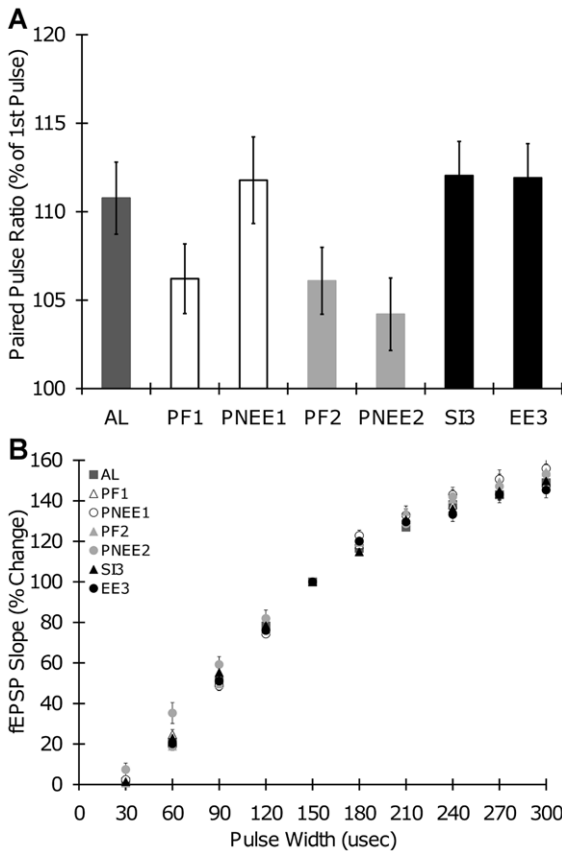 A
Paired Pulse Ratio (% of 1st Pulse)
120
115
110
105
100
AL PF1 PNEE1 PF2 PNEE2 SI3 EE3
B
fEPSP Slope (% Change)
160
140
120
100
80
60
40
20
0
AL
PF1
PNEE1
PF2
PNEE2
SI3
EE3
0 30 60 90 120 150 180 210 240 270 300
Pulse Width (usec)